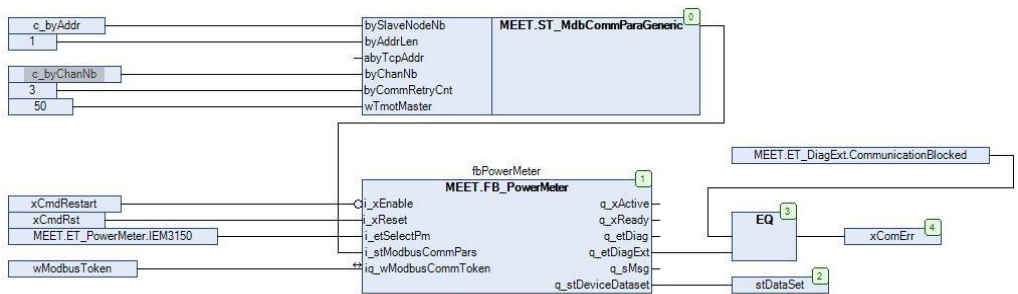 0
c_byAddr bySlaveNodeNb MEET.ST_MdbCommParaGeneric
1 byAddrLen
abyTcpAddr
c_byChanNb byChanNb
3 byCommRetryCnt
50 wTmotMaster
MEET.ET_DiagExt.CommunicationBlocked
fbPowerMeter
1
MEET.FB_PowerMeter
xCmdRestart i_xEnable q_xActive
xCmdRst i_xReset q_xReady
MEET.ET_PowerMeter.IEM3150 i_etSelectPm q_etDiag
i_stModbusCommPars q_etDiagExt
wModbusToken iq_wModbusCommToken q_sMsg
q_stDeviceDataset
3
EQ
4
xComErr
2
stDataSet